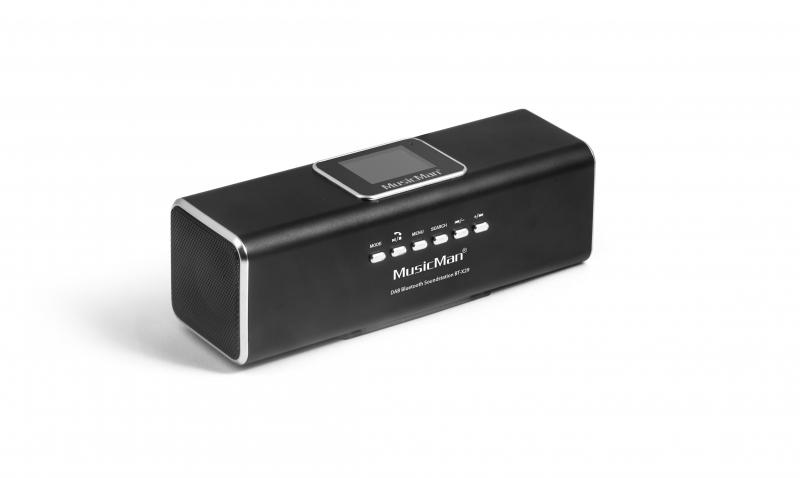 MusicMan
MODE MENU SEARCH
MusicMan®
DAB Bluetooth Soundstation BT-X29